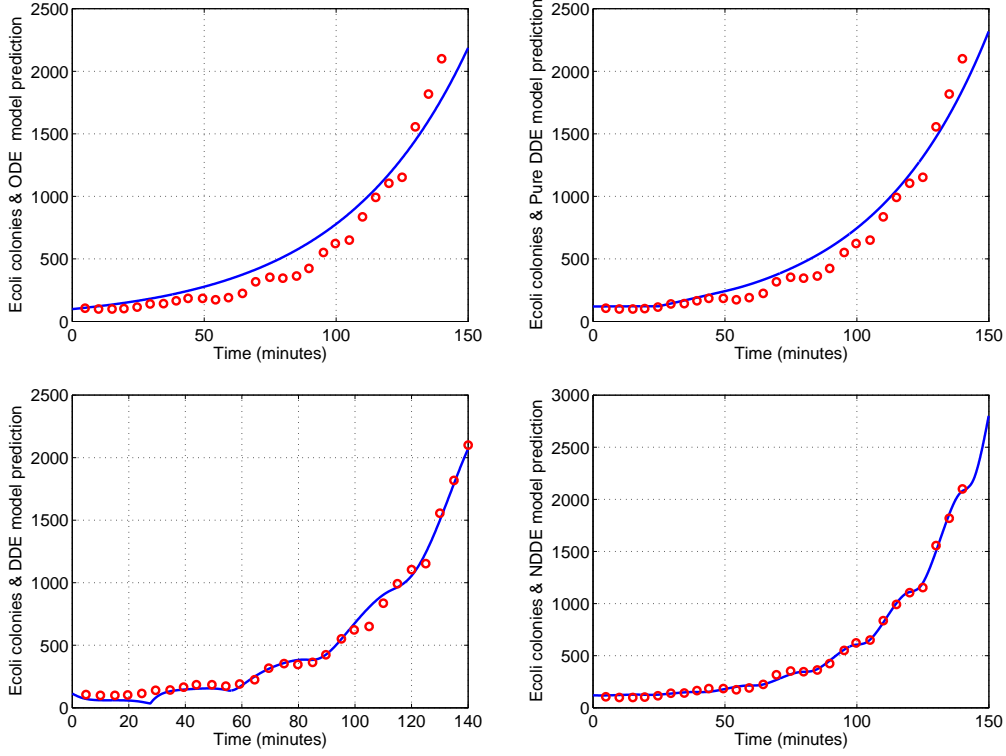 2500
2000
1500
1000
500
0
0 50 100 150
Time (minutes)
Ecoli colonies & ODE  model prediction
2500
2000
1500
1000
500
0
0 50 100 150
Time (minutes)
Ecoli colonies & Pure DDE model prediction
2500
2000
1500
1000
500
0
0 20 40 60 80 100 120 140
Time (minutes)
Ecoli colonies & DDE model prediction
3000
2500
2000
1500
1000
500
0
0 50 100 150
Time (minutes)
Ecoli colonies & NDDE model prediction